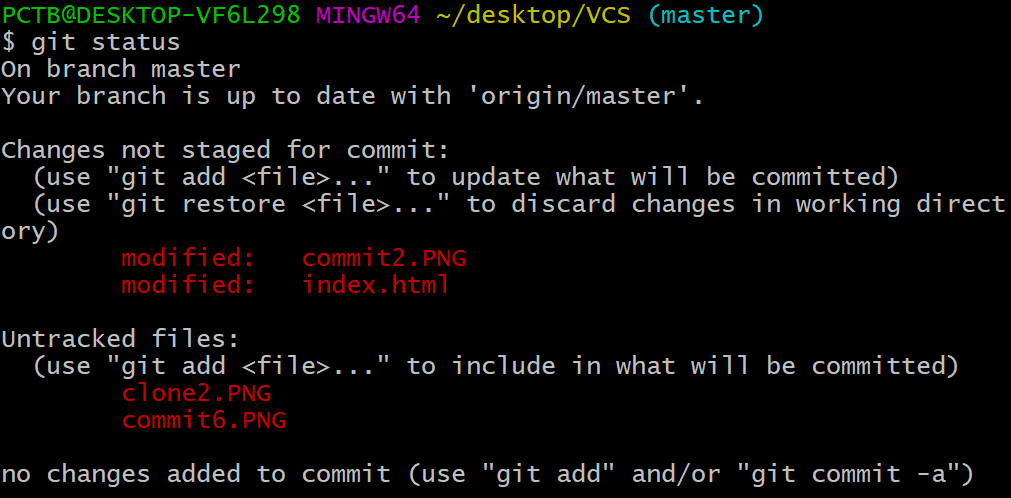 PCTB@DESKTOP-VF6L298 MINGW64 ~/desktop/VCS (master)
$ git status
On branch master
Your branch is up to date with 'origin/master'.

Changes not staged for commit:
  (use "git add <file>..." to update what will be committed)
  (use "git restore <file>..." to discard changes in working direct
ory)
        modified:   commit2.PNG
        modified:   index.html

Untracked files:
  (use "git add <file>..." to include in what will be committed)
        clone2.PNG
        commit6.PNG

no changes added to commit (use "git add" and/or "git commit -a")